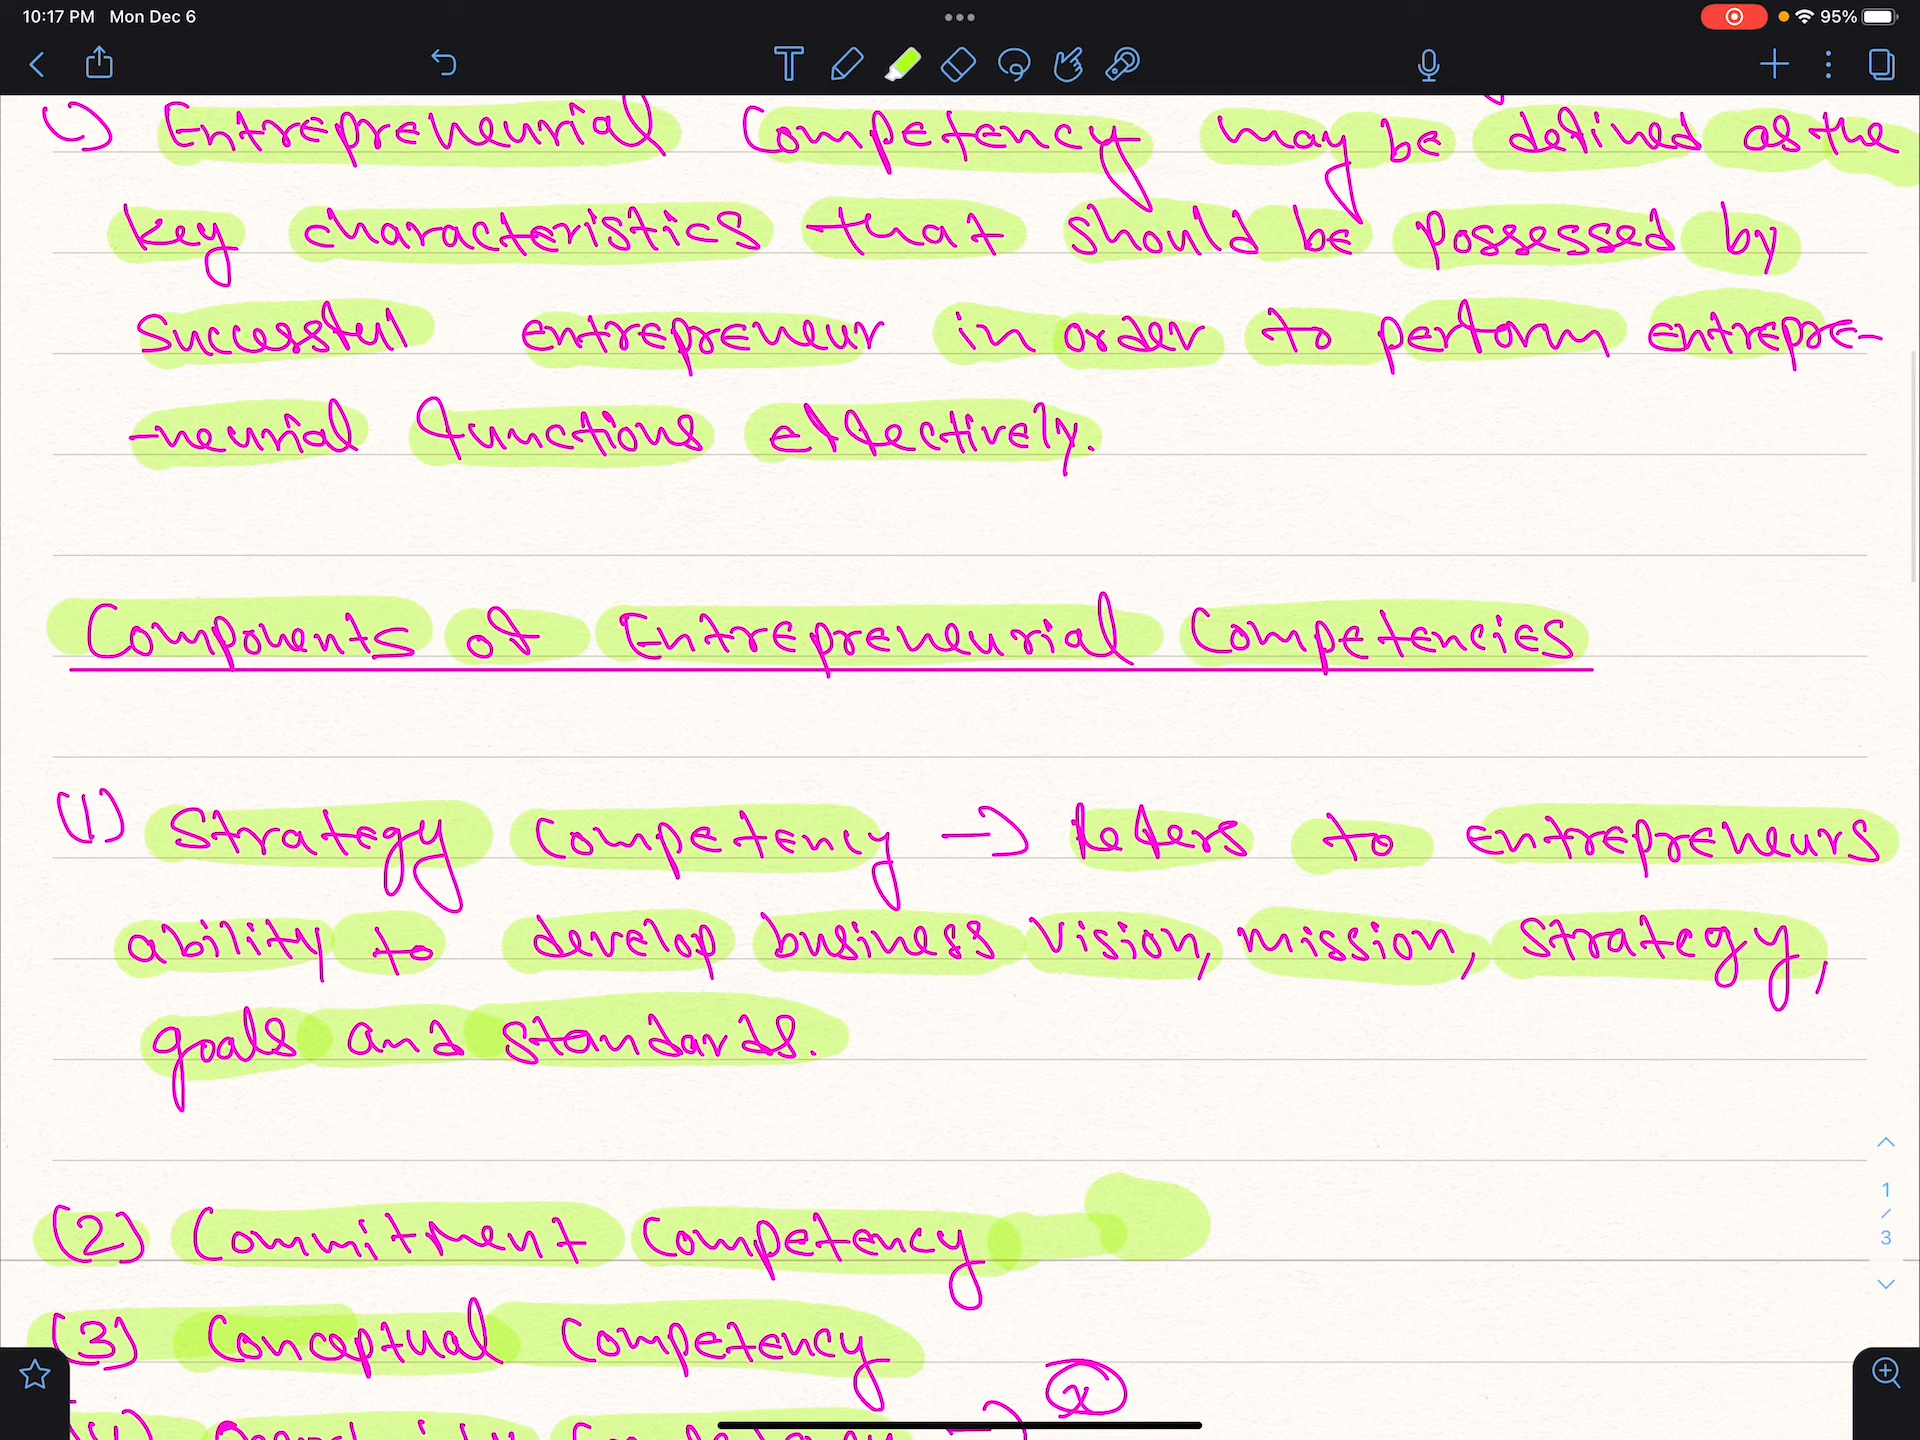 10:17 PM Mon Dec 6
95%
Entrepreneurial Competency may be defined as the
key characteristics that should be possessed by
successful entrepreneur in order to perform entrepre-
-neurial functions effectively.
Components of Entrepreneurial Competencies
(1) Strategy Competency → Refers to entrepreneurs
ability to develop business vision, mission, strategy,
goals and standards.
(2) Commitment Competency
(3) Conceptual Competency
x
1
/
3